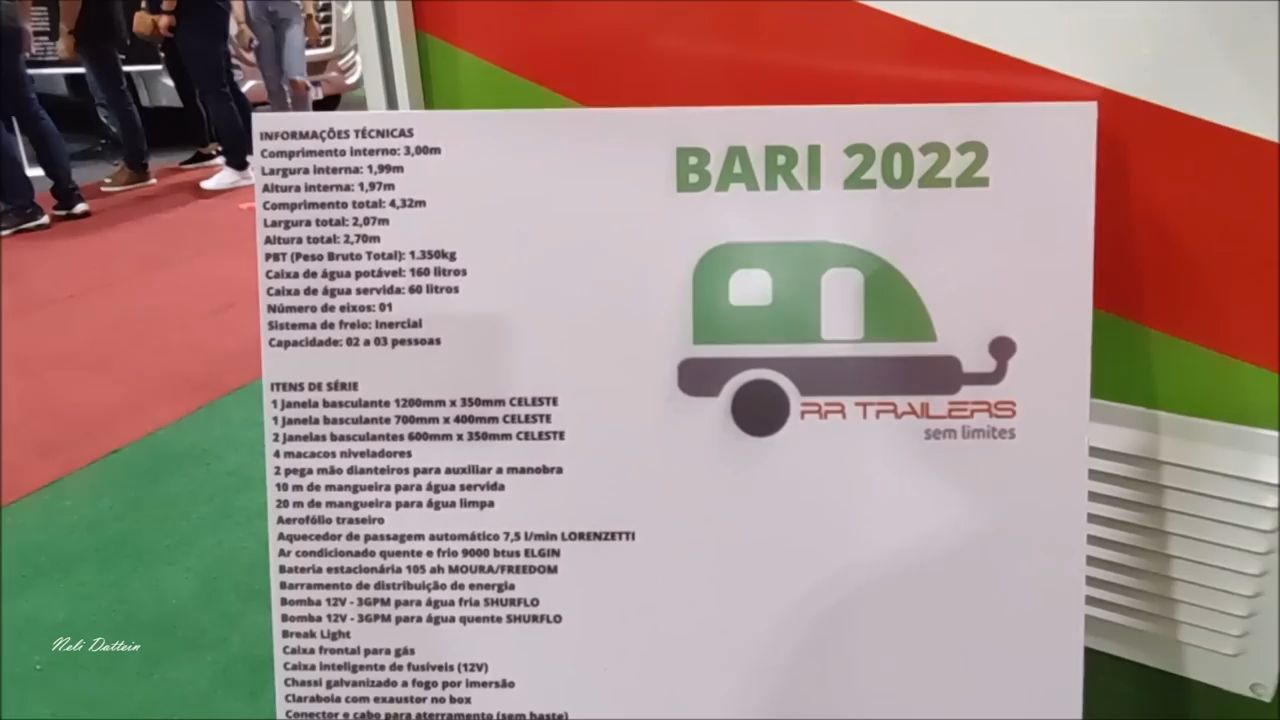 INFORMAÇÕES TÉCNICAS
Comprimento interno: 3,00m
Largura interna: 1,99m
Altura interna: 1,97m
Comprimento total: 4,32m
Largura total: 2,07m
Altura total: 2,70m
PBT (Peso Bruto Total): 1.350kg
Caixa de água potável: 160 litros
Caixa de água servida: 60 litros
Número de eixos: 01
Sistema de freio: Inercial
Capacidade: 02 a 03 pessoas
ITENS DE SÉRIE
1 Janela basculante 1200mm x 350mm CELESTE
1 Janela basculante 700mm x 400mm CELESTE
2 Janelas basculantes 600mm x 350mm CELESTE
4 macacos niveladores
2 pega mão dianteiros para auxiliar a manobra
10 m de mangueira para água servida
20 m de mangueira para água limpa
Aerofólio traseiro
Aquecedor de passagem automático 7,5 l/min LORENZETTI
Ar condicionado quente e frio 9000 btus ELGIN
Bateria estacionária 105 ah MOURA/FREEDOM
Barramento de distribuição de energia
Bomba 12V - 3GPM para água fria SHURFLO
Bomba 12V - 3GPM para água quente SHURFLO
Break Light
Caixa frontal para gás
Caixa inteligente de fusíveis (12V)
Chassi galvanizado a fogo por imersão
Claraboia com exaustor no box
Conector e cabo para aterramento (sem haste)
BARI 2022
RR TRAILERS
sem limites
Neli Dattein